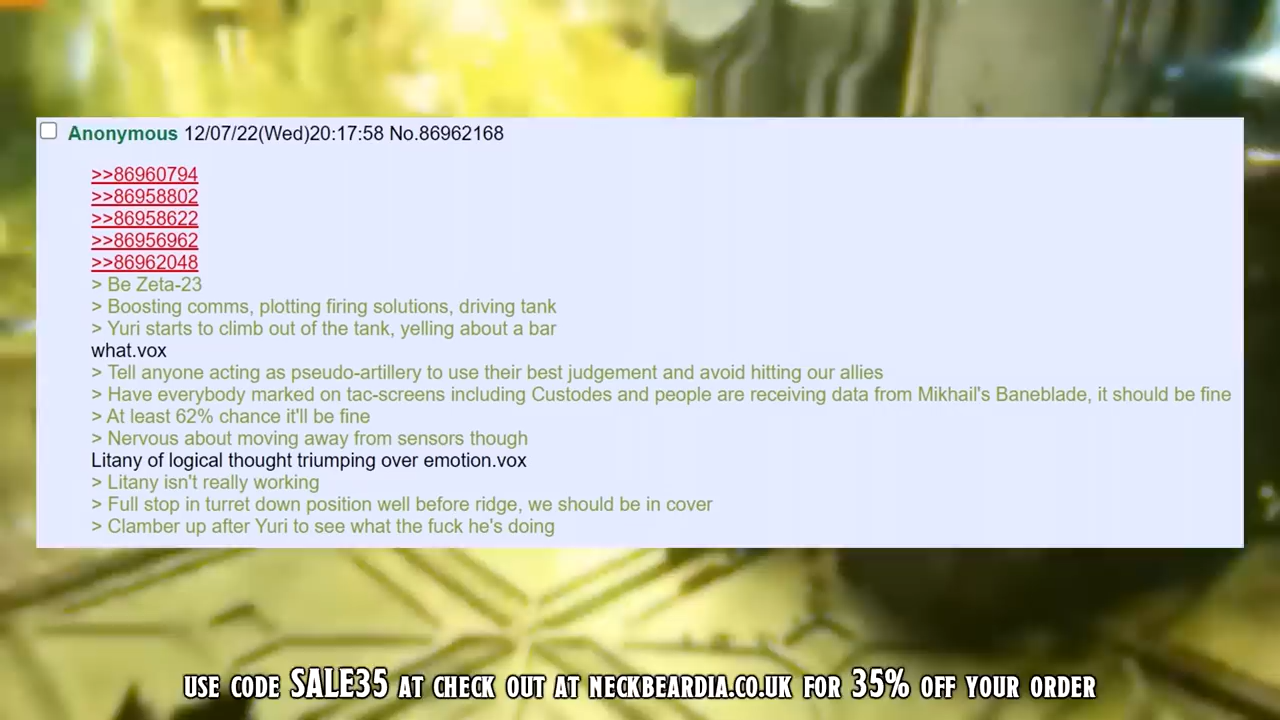 Anonymous 12/07/22(Wed)20:17:58 No.86962168
>>86960794
>>86958802
>>86958622
>>86956962
>>86962048
> Be Zeta-23
> Boosting comms, plotting firing solutions, driving tank
> Yuri starts to climb out of the tank, yelling about a bar
what.vox
> Tell anyone acting as pseudo-artillery to use their best judgement and avoid hitting our allies
> Have everybody marked on tac-screens including Custodes and people are receiving data from Mikhail's Baneblade, it should be fine
> At least 62% chance it'll be fine
> Nervous about moving away from sensors though
Litany of logical thought triumping over emotion.vox
> Litany isn't really working
> Full stop in turret down position well before ridge, we should be in cover
> Clamber up after Yuri to see what the fuck he's doing
USE CODE SALE35 AT CHECK OUT AT NECKBEARDIA.CO.UK FOR 35% OFF YOUR ORDER